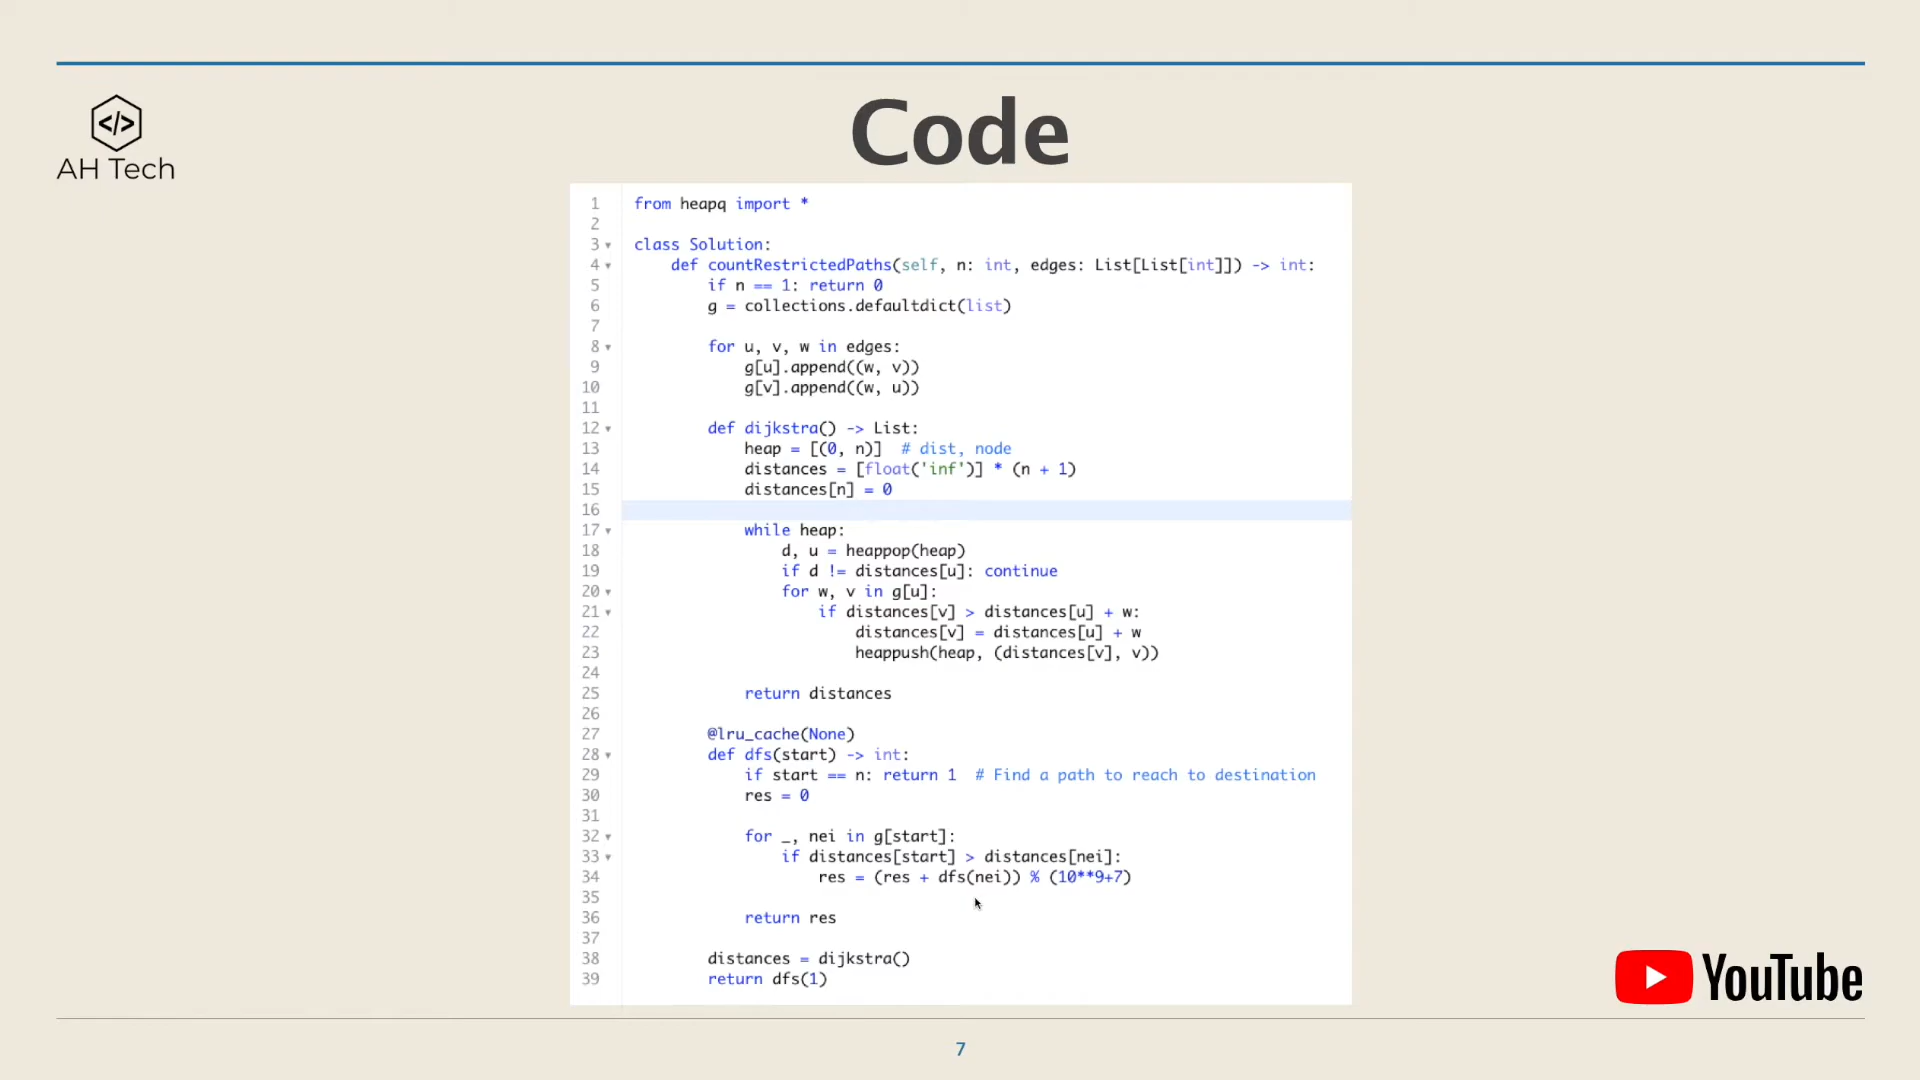 </>
AH Tech
Code
1 from heapq import *
2
3 class Solution:
4     def countRestrictedPaths(self, n: int, edges: List[List[int]]) -> int:
5         if n == 1: return 0
6         g = collections.defaultdict(list)
7
8         for u, v, w in edges:
9             g[u].append((w, v))
10             g[v].append((w, u))
11
12         def dijkstra() -> List:
13             heap = [(0, n)]  # dist, node
14             distances = [float('inf')] * (n + 1)
15             distances[n] = 0
16
17             while heap:
18                 d, u = heappop(heap)
19                 if d != distances[u]: continue
20                 for w, v in g[u]:
21                     if distances[v] > distances[u] + w:
22                         distances[v] = distances[u] + w
23                         heappush(heap, (distances[v], v))
24
25             return distances
26
27         @lru_cache(None)
28         def dfs(start) -> int:
29             if start == n: return 1  # Find a path to reach to destination
30             res = 0
31
32             for _, nei in g[start]:
33                 if distances[start] > distances[nei]:
34                     res = (res + dfs(nei)) % (10**9+7)
35
36             return res
37
38         distances = dijkstra()
39         return dfs(1)
YouTube
7